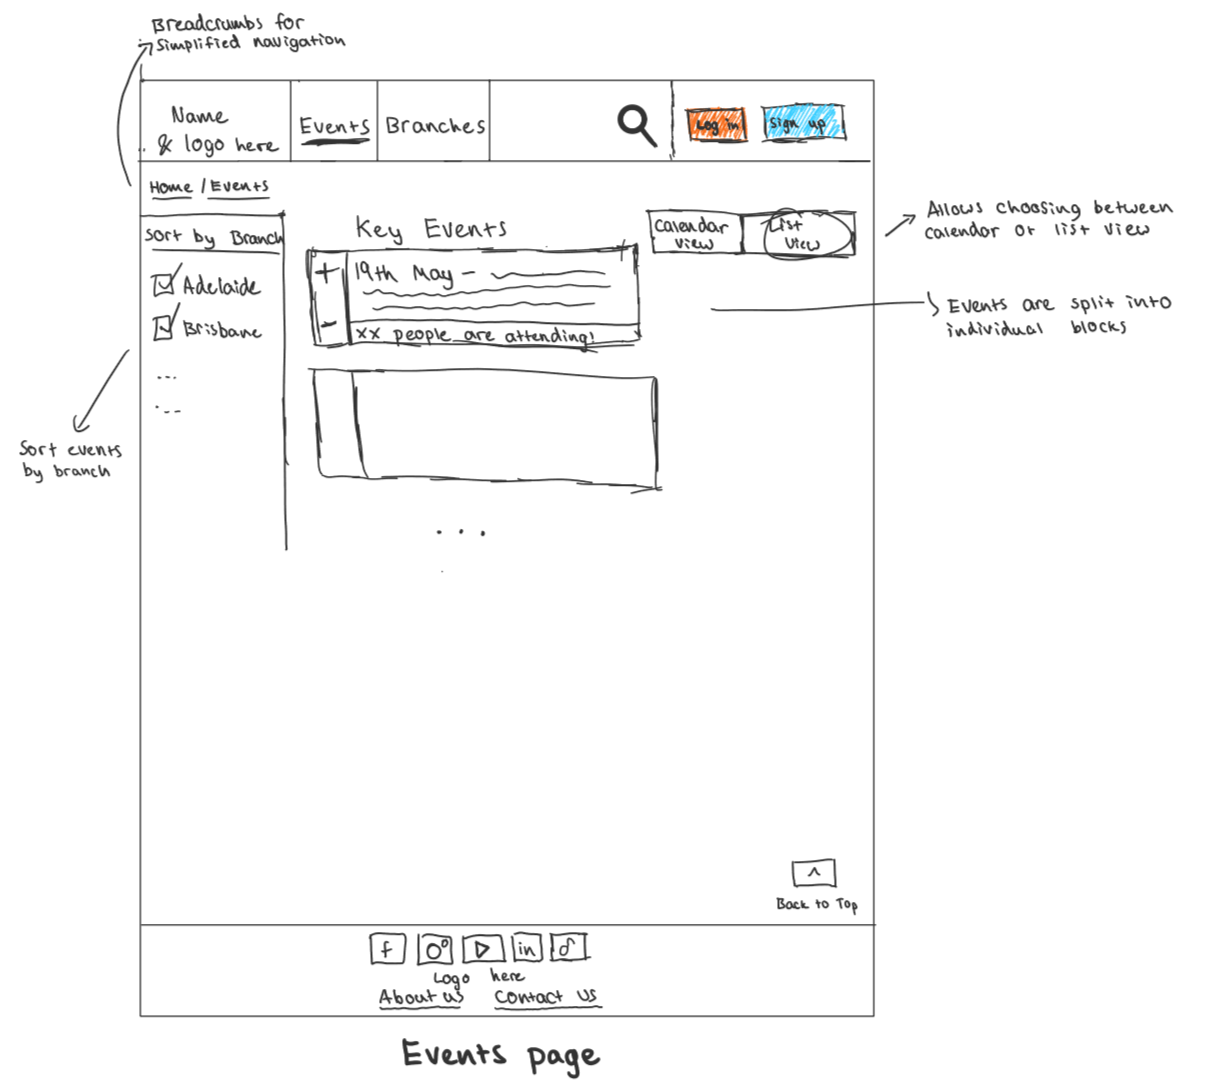 Breadcrumbs for
simplified navigation
Name
& logo here
Events
Branches
Log in
Sign up
Home / Events
Sort by Branch
Adelaide
Brisbane
...
...
Key Events
Calendar
View
List
View
+
19th May -
-
xx people are attending!
...
Allows choosing between
calendar or list view
Events are split into
individual blocks
Sort events
by branch
^
Back to Top
f
in
Logo here
About us
Contact Us
Events page